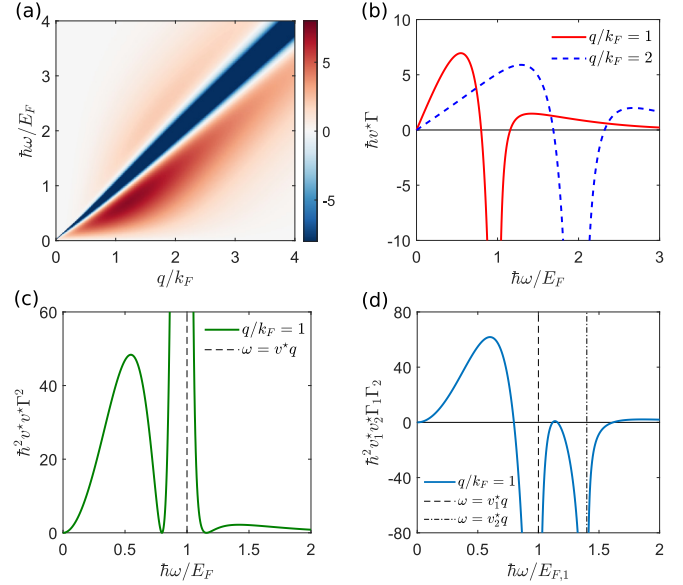 (a)
4
3
2
1
0
ħω/E_F
0 1 2 3 4
q/k_F
5
0
-5
(b)
10
5
0
-5
-10
ħv*Γ
q/k_F = 1
q/k_F = 2
0 1 2 3
ħω/E_F
(c)
60
40
20
0
ħ²v*v*Γ²
q/k_F = 1
ω = v*q
0 0.5 1 1.5 2
ħω/E_F
(d)
80
40
0
-40
-80
ħ²v₁*v₂*Γ₁Γ₂
q/k_F = 1
ω = v₁*q
ω = v₂*q
0 0.5 1 1.5 2
ħω/E_{F,1}